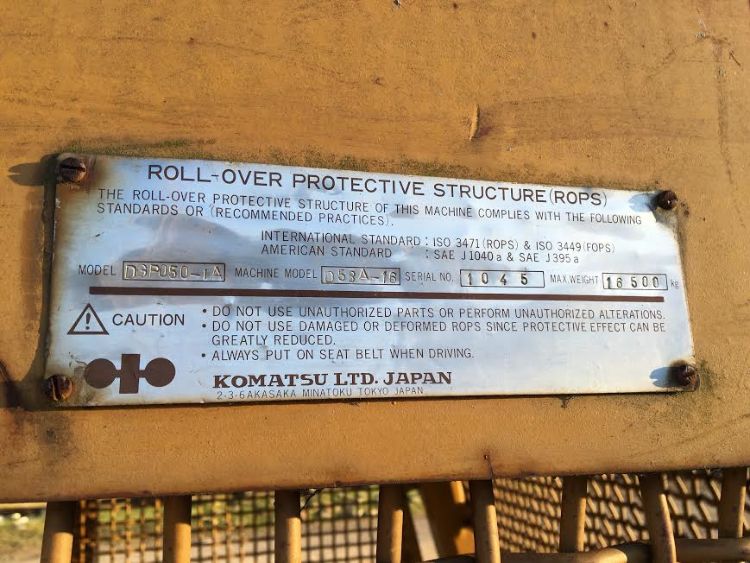 ROLL-OVER PROTECTIVE STRUCTURE (ROPS)
THE ROLL-OVER PROTECTIVE STRUCTURE OF THIS MACHINE COMPLIES WITH THE FOLLOWING
STANDARDS OR (RECOMMENDED PRACTICES).
INTERNATIONAL STANDARD : ISO 3471 (ROPS) & ISO 3449 (FOPS)
AMERICAN STANDARD : SAE J1040a & SAE J395a
MODEL MACHINE MODEL D53A-16 SERIAL NO. 1045 MAX.WEIGHT 16500 kg
CAUTION
• DO NOT USE UNAUTHORIZED PARTS OR PERFORM UNAUTHORIZED ALTERATIONS.
• DO NOT USE DAMAGED OR DEFORMED ROPS SINCE PROTECTIVE EFFECT CAN BE
GREATLY REDUCED.
• ALWAYS PUT ON SEAT BELT WHEN DRIVING.
KOMATSU LTD. JAPAN
2-3-6 AKASAKA MINATOKU TOKYO JAPAN